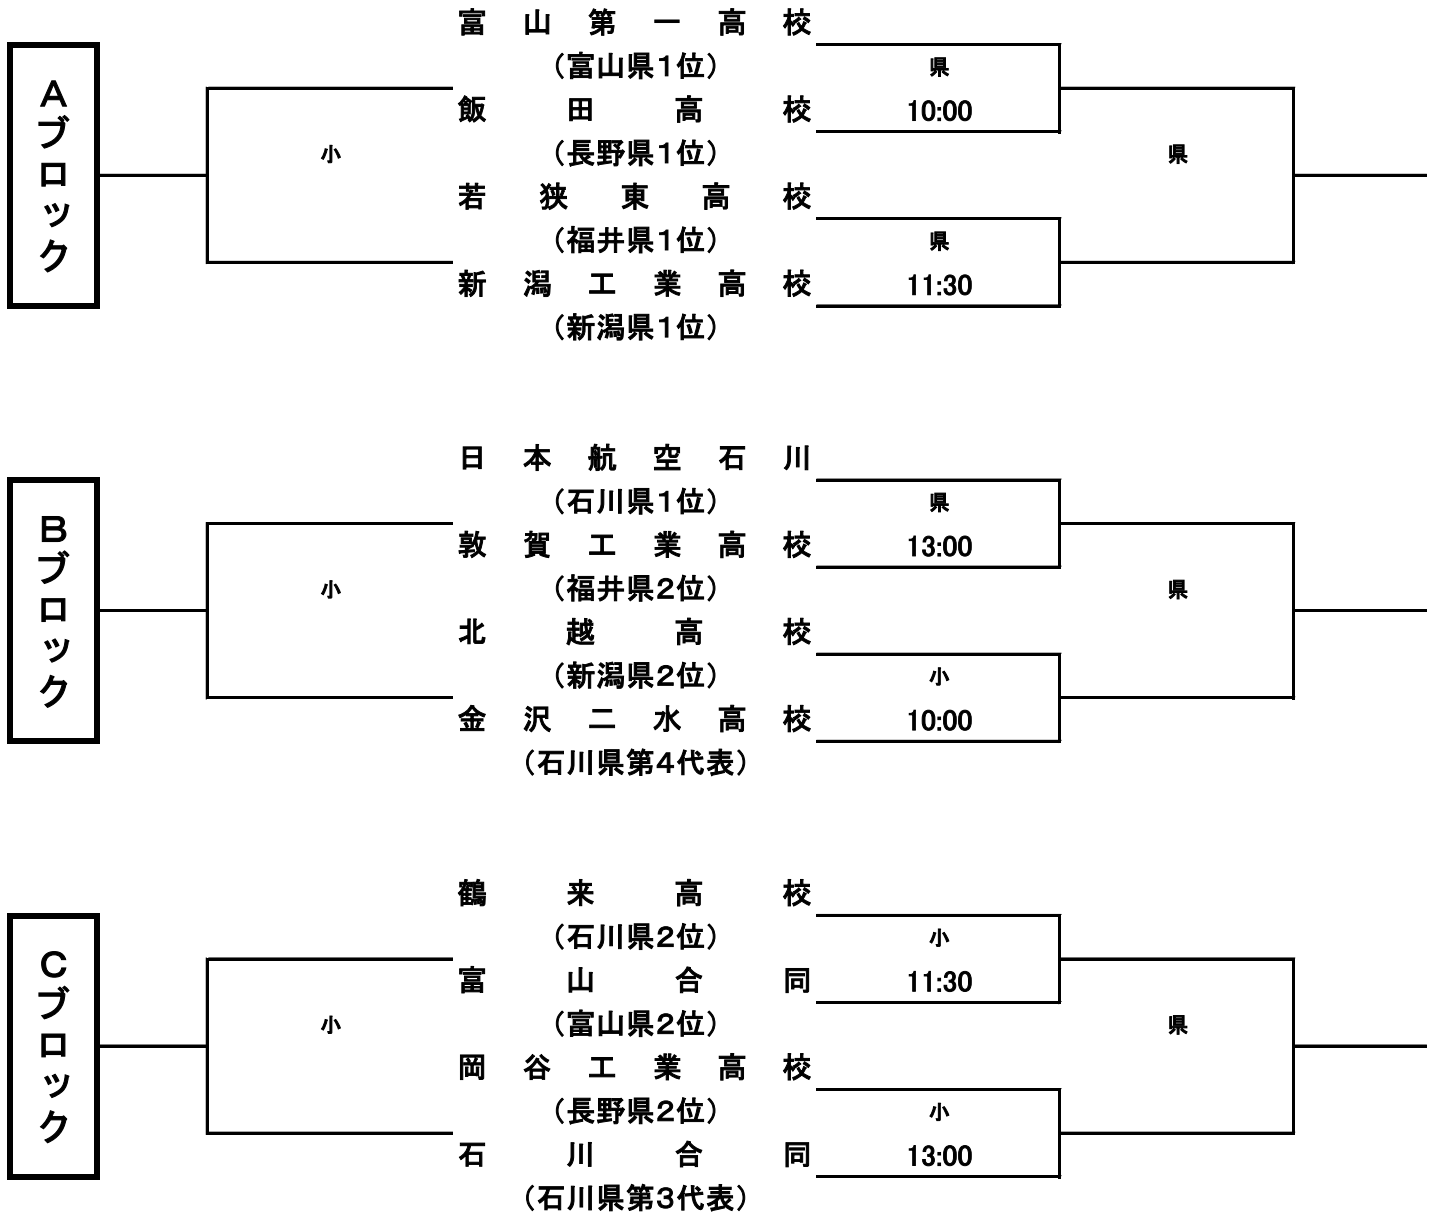 富山第一高校
(富山県1位)
県
Aブロック
飯田高校
10:00
小
(長野県1位)
県
若狭東高校
(福井県1位)
県
新潟工業高校
11:30
(新潟県1位)
日本航空石川
(石川県1位)
県
Bブロック
敦賀工業高校
13:00
小
(福井県2位)
県
北越高校
(新潟県2位)
小
金沢二水高校
10:00
(石川県第4代表)
鶴来高校
(石川県2位)
小
Cブロック
富山合同
11:30
小
(富山県2位)
県
岡谷工業高校
(長野県2位)
小
石川合同
13:00
(石川県第3代表)